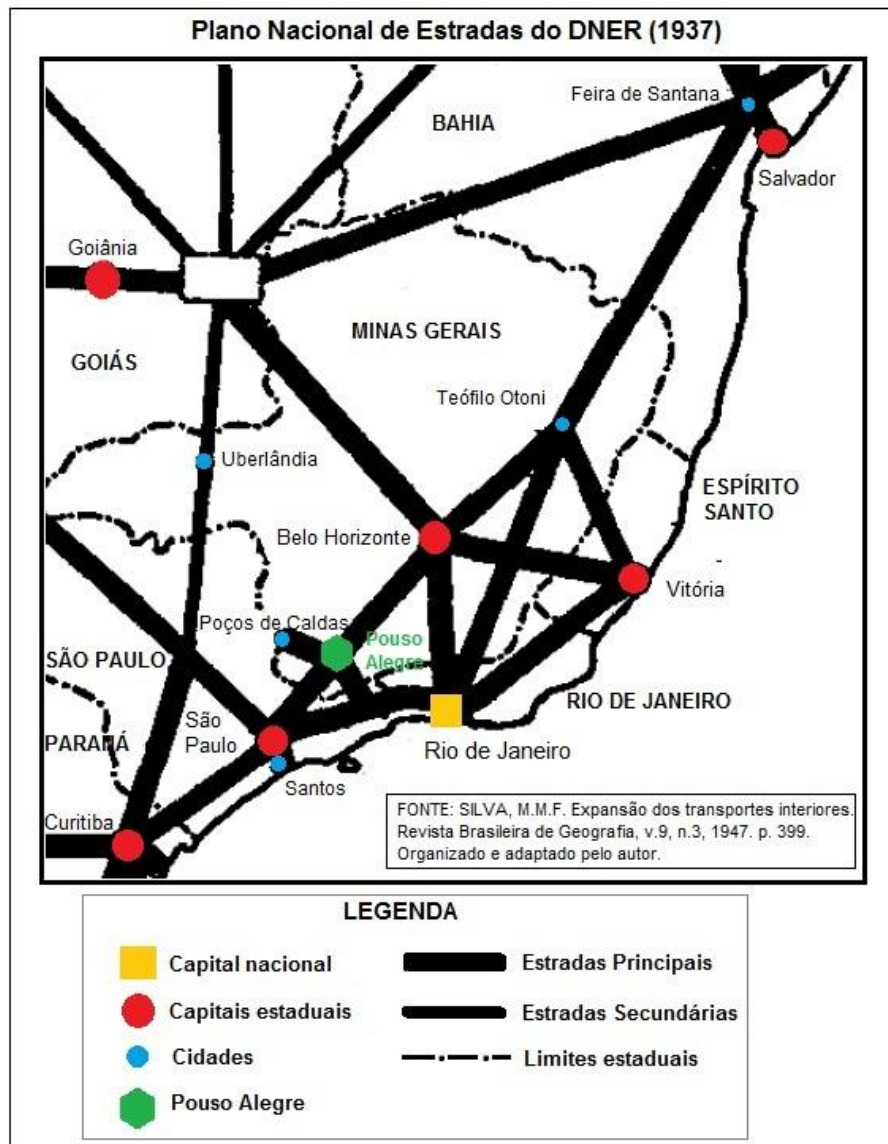 Plano Nacional de Estradas do DNER (1937)
Feira de Santana
BAHIA
Salvador
Goiânia
MINAS GERAIS
GOIÁS
Teófilo Otoni
Uberlândia
ESPÍRITO
SANTO
Belo Horizonte
Vitória
Poços de Caldas
Pouso
Alegre
SÃO PAULO
RIO DE JANEIRO
São
Paulo
PARANÁ
Rio de Janeiro
Santos
Curitiba
FONTE: SILVA, M.M.F. Expansão dos transportes interiores.
Revista Brasileira de Geografia, v.9, n.3, 1947. p. 399.
Organizado e adaptado pelo autor.
LEGENDA
Capital nacional
Estradas Principais
Capitais estaduais
Estradas Secundárias
Cidades
Limites estaduais
Pouso Alegre